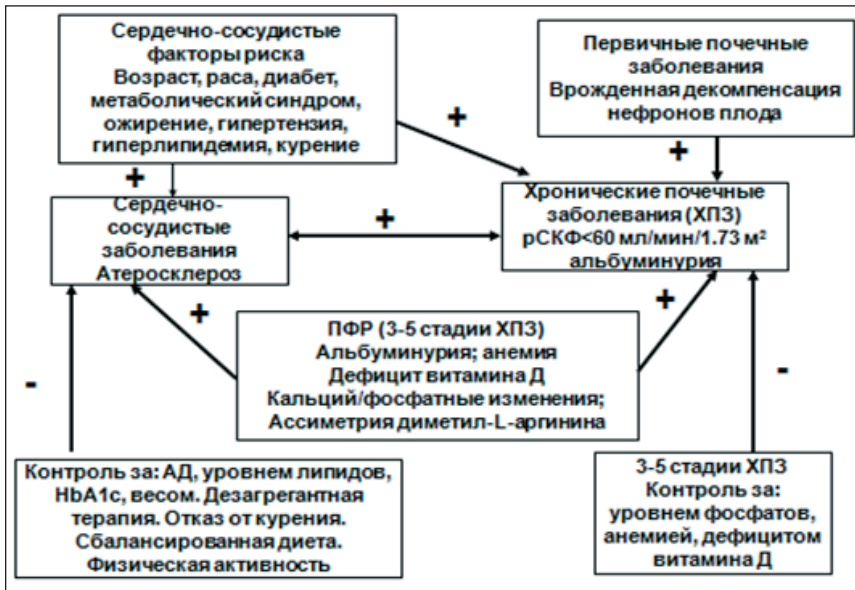 Сердечно-сосудистые
факторы риска
Возраст, раса, диабет,
метаболический синдром,
ожирение, гипертензия,
гиперлипидемия, курение
Первичные почечные
заболевания
Врожденная декомпенсация
нефронов плода
+
+
+
Сердечно-
сосудистые
заболевания
Атеросклероз
+
Хронические почечные
заболевания (ХПЗ)
рСКФ<60 мл/мин/1.73 м²
альбуминурия
+
+
ПФР (3-5 стадии ХПЗ)
Альбуминурия; анемия
Дефицит витамина Д
Кальций/фосфатные изменения;
Ассиметрия диметил-L-аргинина
-
-
Контроль за: АД, уровнем липидов,
HbA1c, весом. Дезагрегантная
терапия. Отказ от курения.
Сбалансированная диета.
Физическая активность
3-5 стадии ХПЗ
Контроль за:
уровнем фосфатов,
анемией, дефицитом
витамина Д